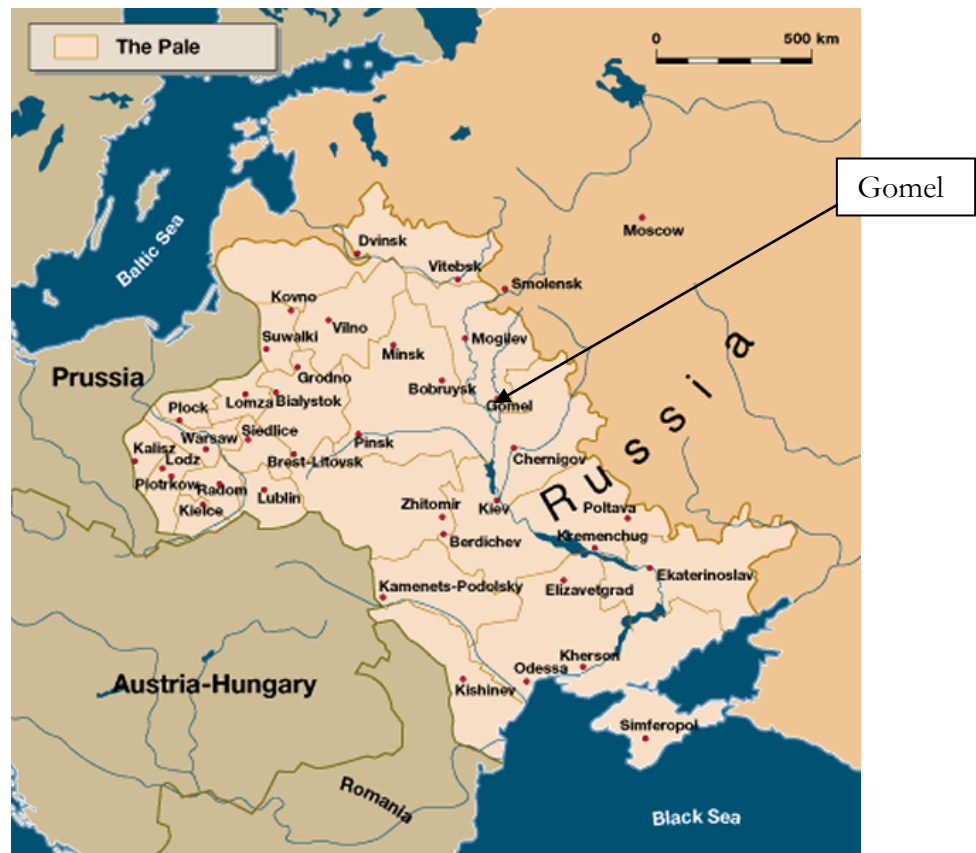 The Pale
0 500 km
Gomel
Moscow
Dvinsk
Baltic Sea
Vitebsk
Smolensk
Kovno
Vilno
Suwalki
Mogilev
Minsk
Russia
Prussia
Grodno
Bobruysk
Lomza
Bialystok
Gomel
Plock
Siedlice
Warsaw
Pinsk
Kalisz
Lodz
Brest-Litovsk
Chernigov
Piotrkow
Radom
Lublin
Kielce
Zhitomir
Kiev
Poltava
Berdichev
Kremenchug
Kamenets-Podolsky
Elizavetgrad
Ekaterinoslav
Austria-Hungary
Kherson
Odessa
Kishinev
Simferopol
Romania
Black Sea